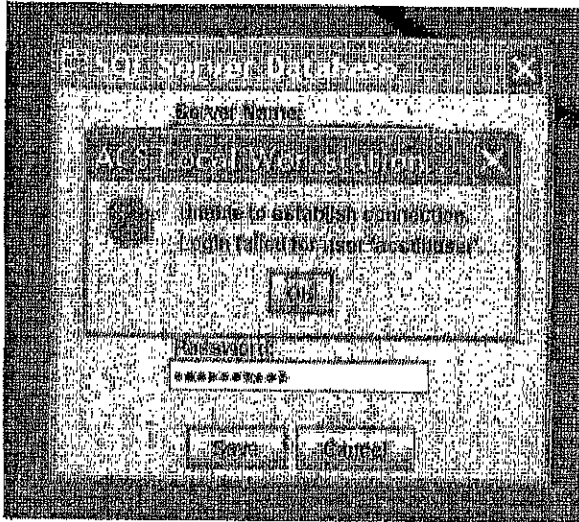 SQL Server Database
Server Name:
ACS Local Workstation
Unable to establish connection.
Login failed for user 'accdbuser'.
OK
Password:
Save
Cancel